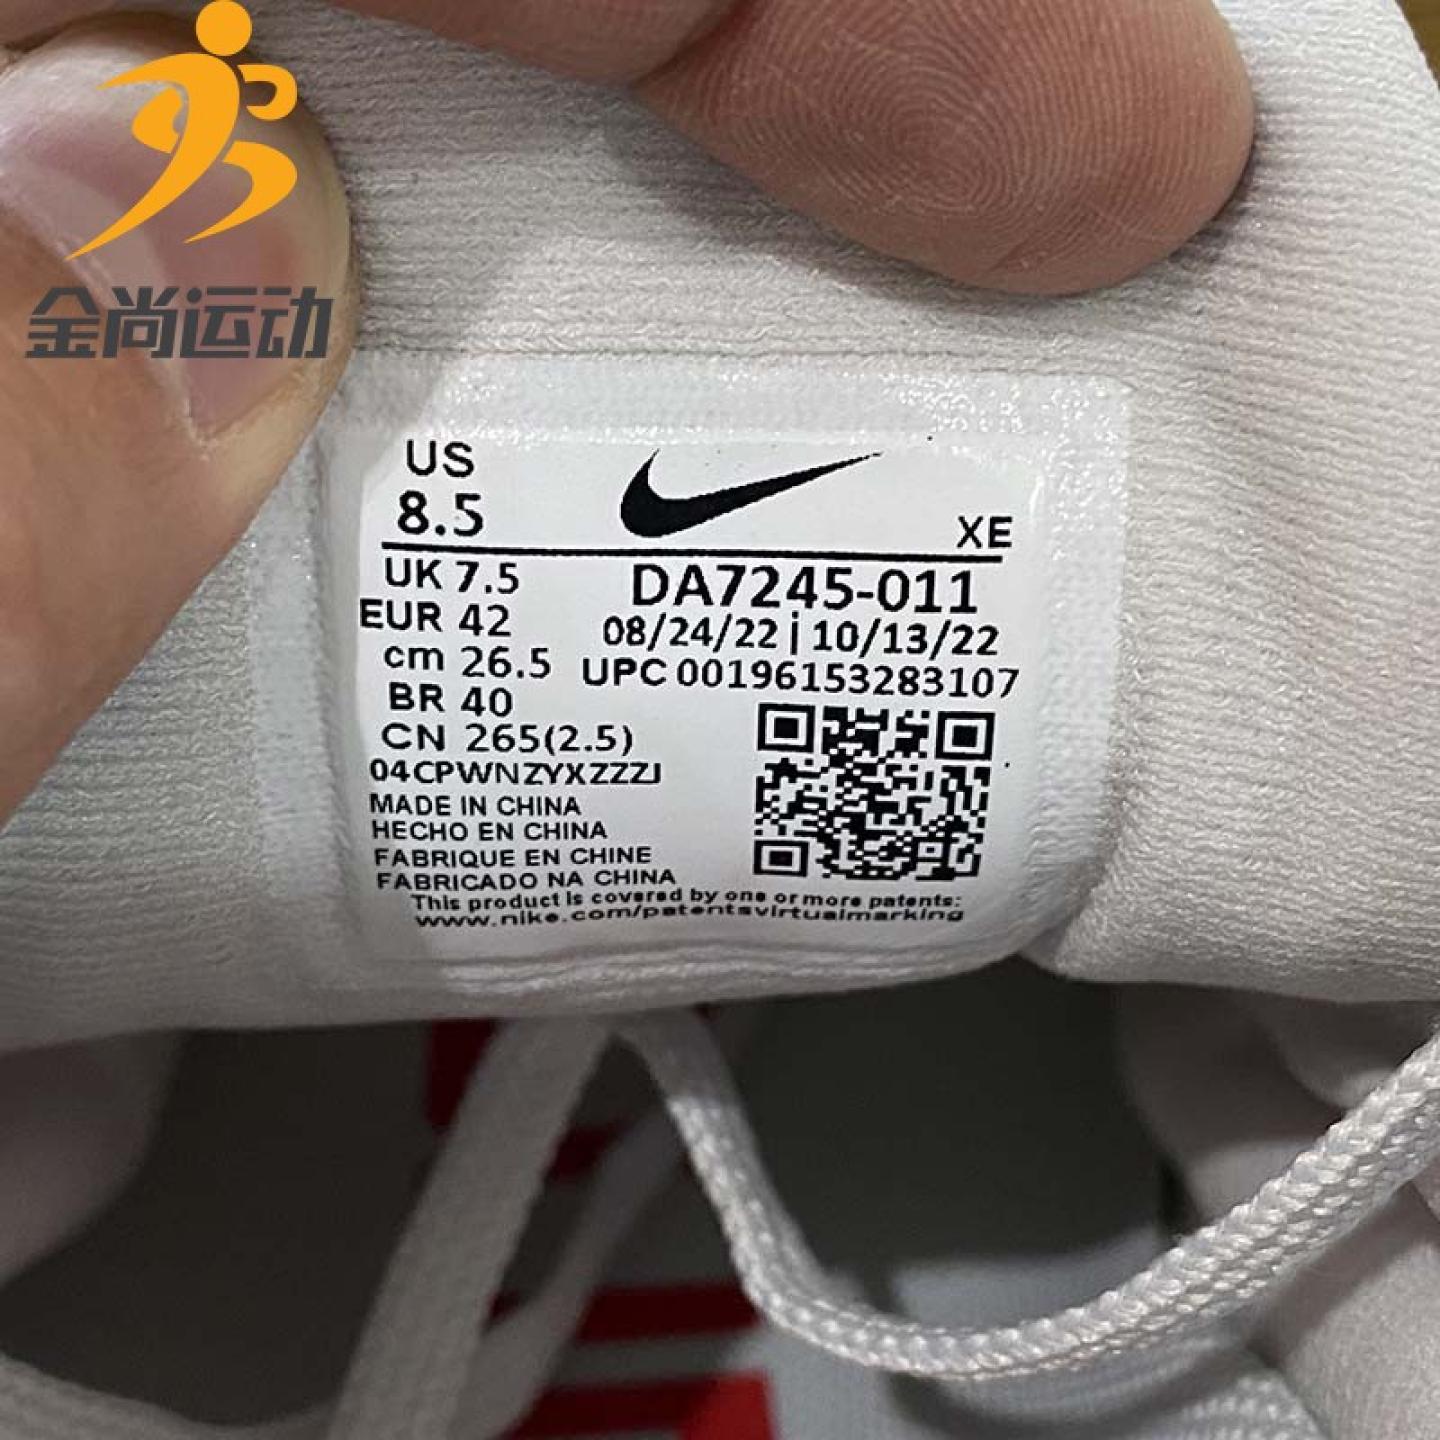 金尚运动
US
8.5
XE
UK 7.5
DA7245-011
EUR 42
08/24/22 | 10/13/22
cm 26.5
UPC 00196153283107
BR 40
CN 265(2.5)
04CPWNZYXZZZJ
MADE IN CHINA
HECHO EN CHINA
FABRIQUE EN CHINE
FABRICADO NA CHINA
This product is covered by one or more patents:
www.nike.com/patentsvirtualmarking